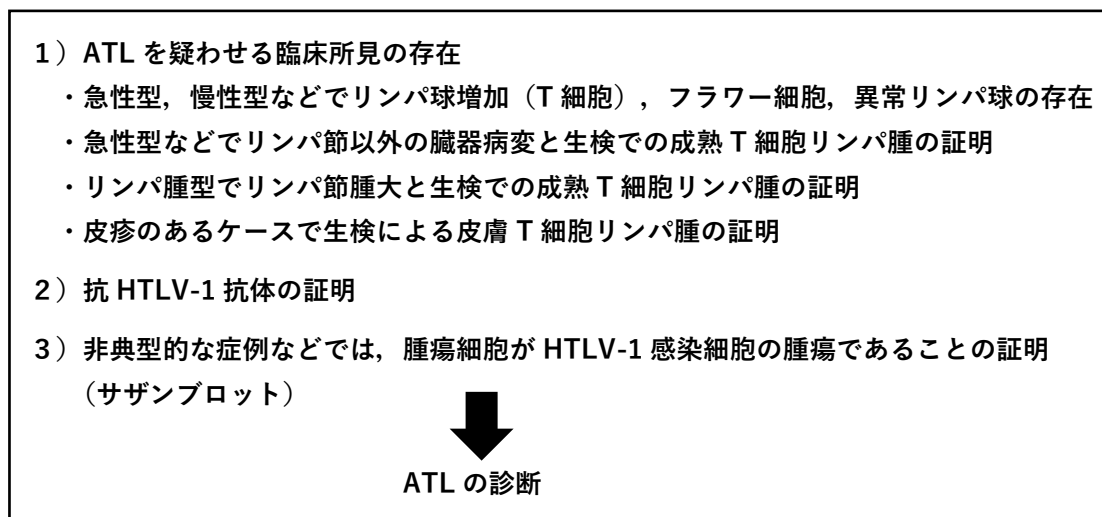 1）ATL を疑わせる臨床所見の存在
・急性型，慢性型などでリンパ球増加（T 細胞），フラワー細胞，異常リンパ球の存在
・急性型などでリンパ節以外の臓器病変と生検での成熟 T 細胞リンパ腫の証明
・リンパ腫型でリンパ節腫大と生検での成熟 T 細胞リンパ腫の証明
・皮疹のあるケースで生検による皮膚 T 細胞リンパ腫の証明
2）抗 HTLV-1 抗体の証明
3）非典型的な症例などでは，腫瘍細胞が HTLV-1 感染細胞の腫瘍であることの証明
（サザンブロット）
ATL の診断